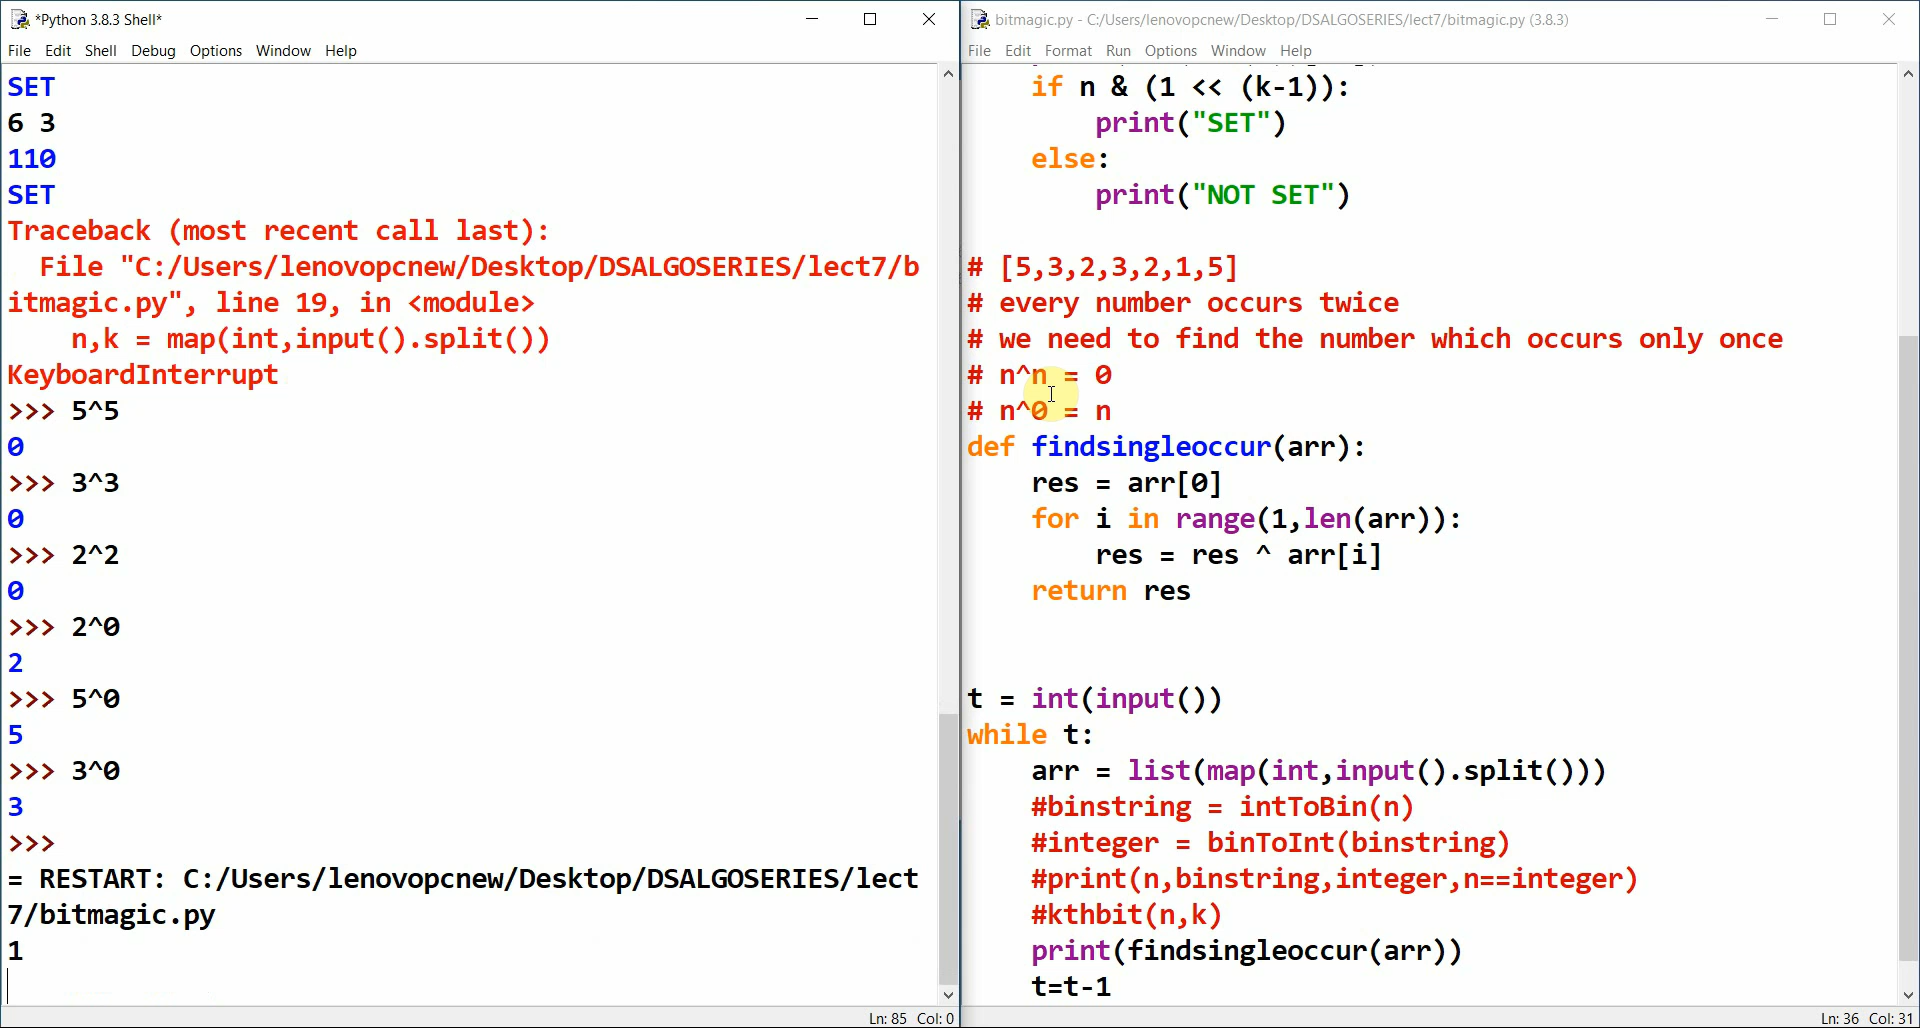 *Python 3.8.3 Shell*
File Edit Shell Debug Options Window Help
SET
6 3
110
SET
Traceback (most recent call last):
  File "C:/Users/lenovopcnew/Desktop/DSALGOSERIES/lect7/b
itmagic.py", line 19, in <module>
    n,k = map(int,input().split())
KeyboardInterrupt
>>> 5^5
0
>>> 3^3
0
>>> 2^2
0
>>> 2^0
2
>>> 5^0
5
>>> 3^0
3
>>>
= RESTART: C:/Users/lenovopcnew/Desktop/DSALGOSERIES/lect
7/bitmagic.py
1
Ln: 85 Col: 0
bitmagic.py - C:/Users/lenovopcnew/Desktop/DSALGOSERIES/lect7/bitmagic.py (3.8.3)
File Edit Format Run Options Window Help
    if n & (1 << (k-1)):
        print("SET")
    else:
        print("NOT SET")
# [5,3,2,3,2,1,5]
# every number occurs twice
# we need to find the number which occurs only once
# n^n = 0
# n^0 = n
def findsingleoccur(arr):
    res = arr[0]
    for i in range(1,len(arr)):
        res = res ^ arr[i]
    return res
t = int(input())
while t:
    arr = list(map(int,input().split()))
    #binstring = intToBin(n)
    #integer = binToInt(binstring)
    #print(n,binstring,integer,n==integer)
    #kthbit(n,k)
    print(findsingleoccur(arr))
    t=t-1
Ln: 36 Col: 31